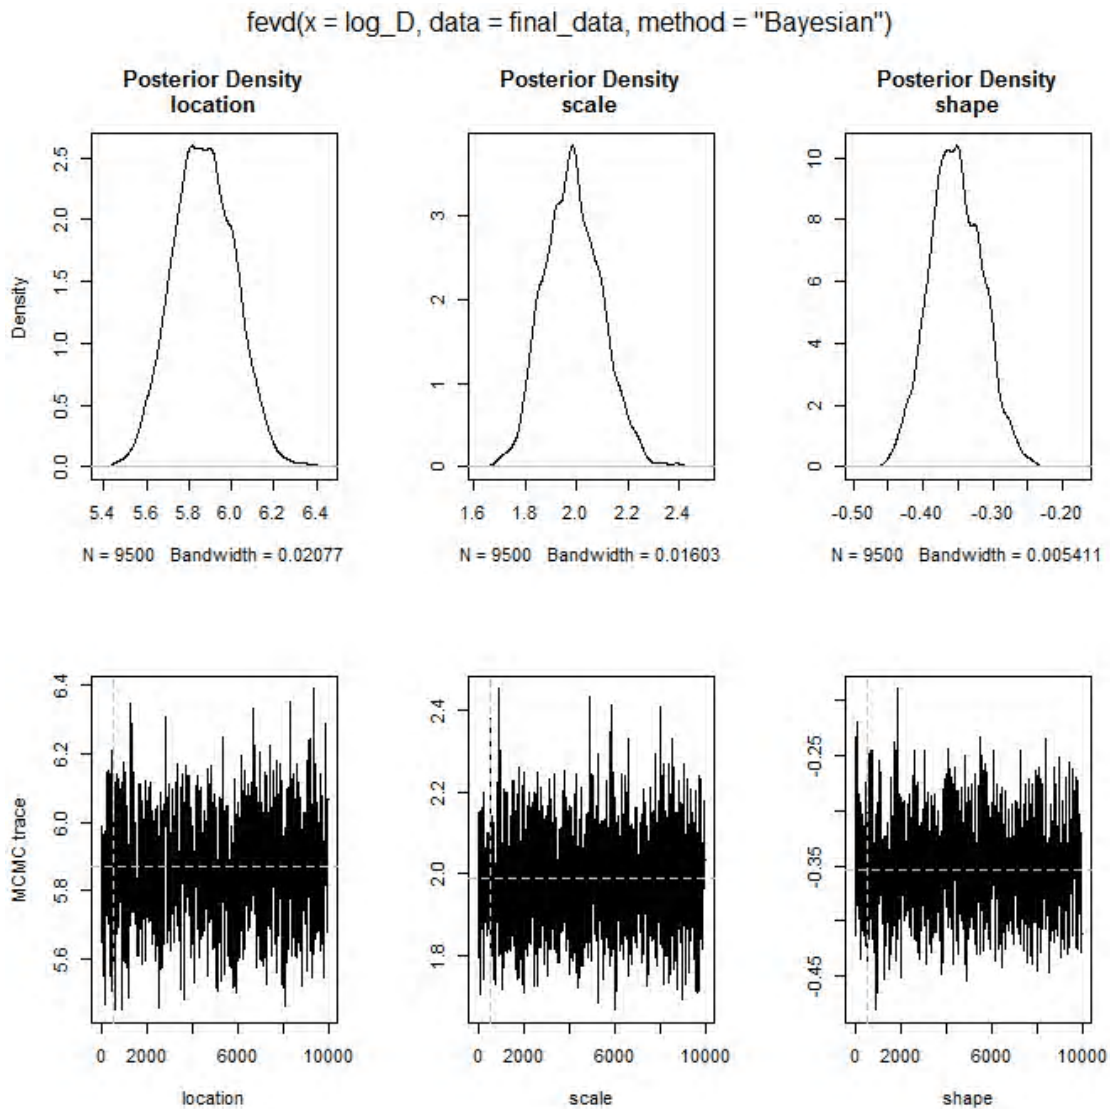 fevd(x = log_D, data = final_data, method = "Bayesian")
Posterior Density
location
Posterior Density
scale
Posterior Density
shape
Density
2.5
2.0
1.5
1.0
0.5
0.0
5.4 5.6 5.8 6.0 6.2 6.4
N = 9500 Bandwidth = 0.02077
3
2
1
0
1.6 1.8 2.0 2.2 2.4
N = 9500 Bandwidth = 0.01603
10
8
6
4
2
0
-0.50 -0.40 -0.30 -0.20
N = 9500 Bandwidth = 0.005411
MCMC trace
6.4
6.2
6.0
5.8
5.6
0 2000 6000 10000
location
2.4
2.2
2.0
1.8
0 2000 6000 10000
scale
-0.25
-0.35
-0.45
0 2000 6000 10000
shape